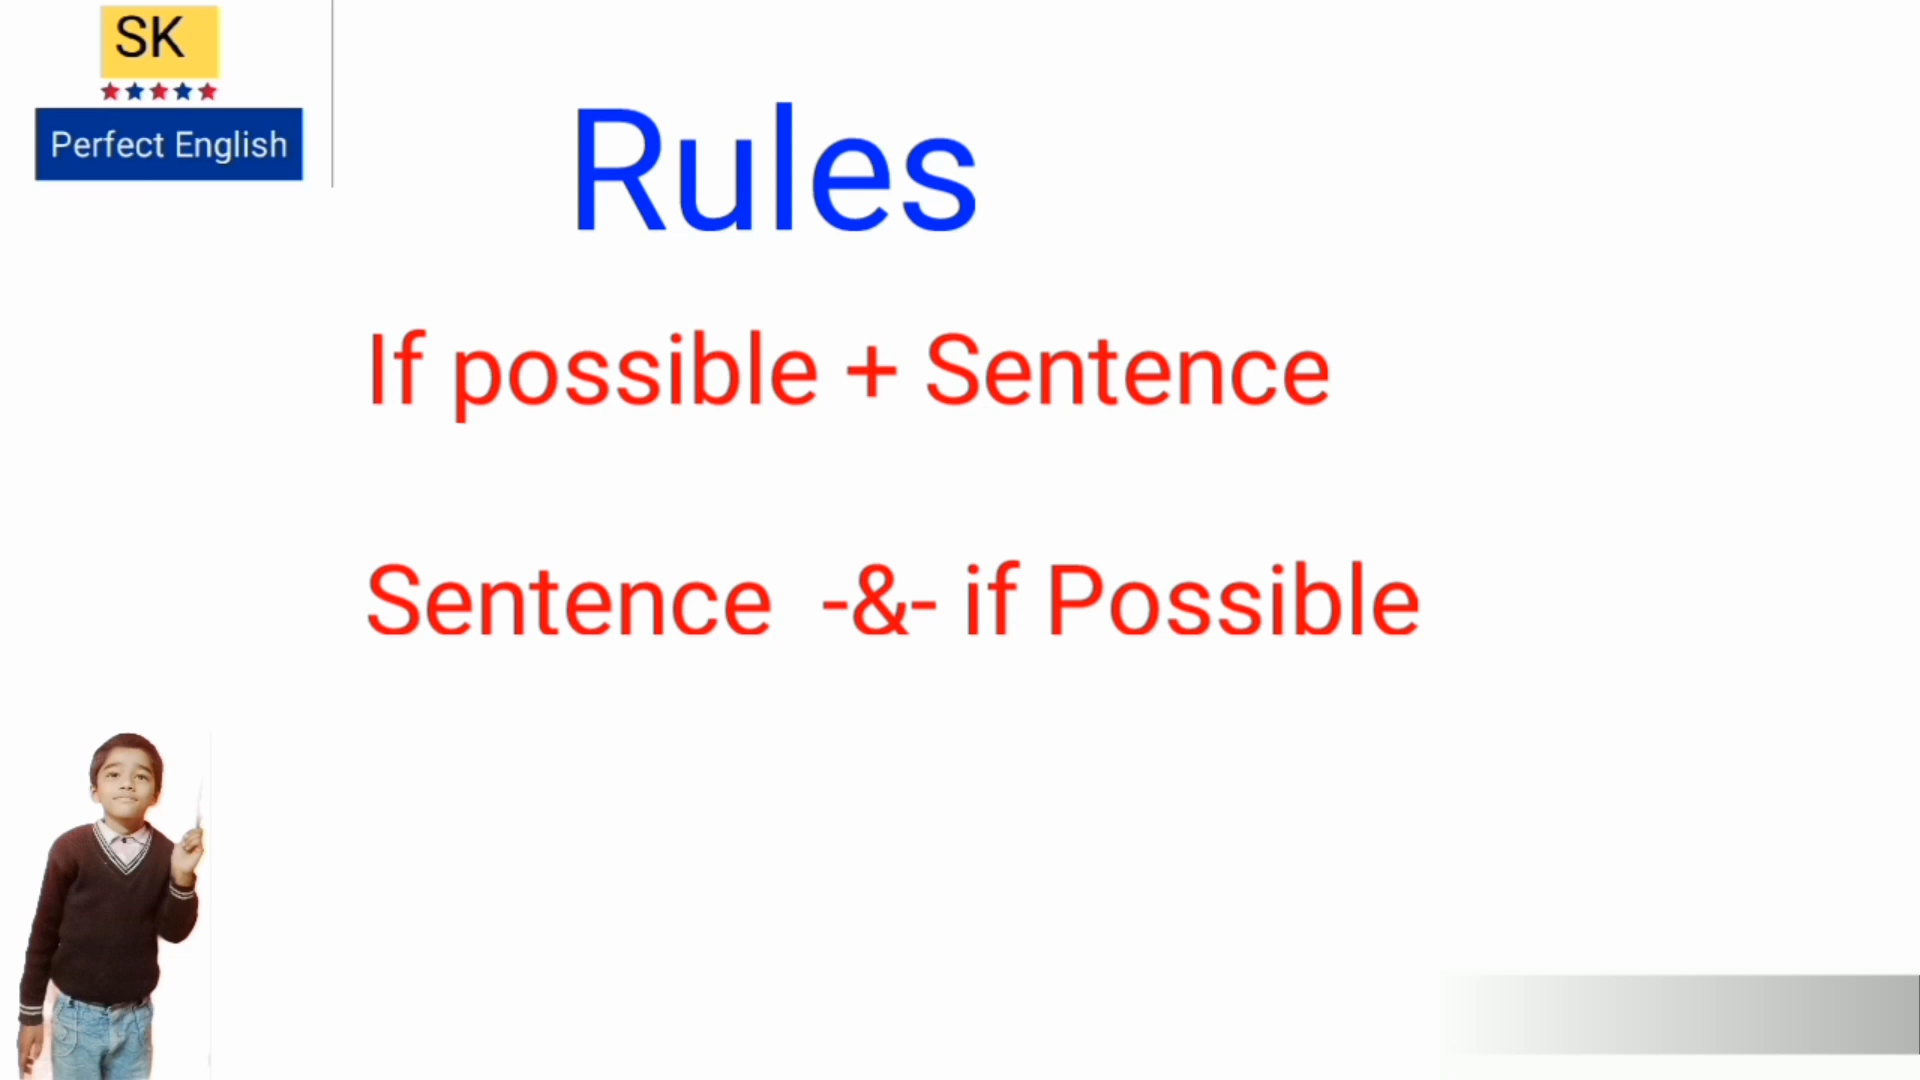 SK
Perfect English
Rules
If possible + Sentence
Sentence -&- if Possible